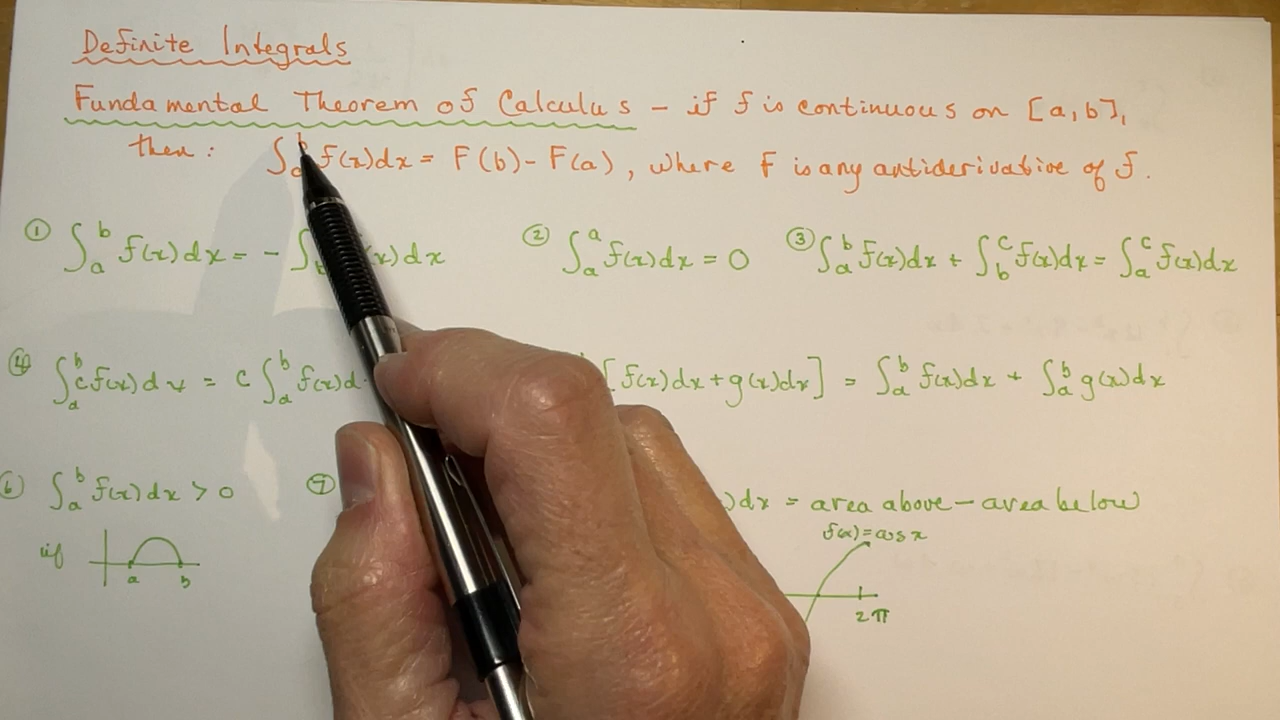 Definite Integrals
Fundamental Theorem of Calculus – if f is continuous on [a,b],
then: ∫ₐᵇ f(x)dx = F(b) - F(a), where F is any antiderivative of f.
① ∫ₐᵇ f(x)dx = - ∫ (x)dx ② ∫ₐᵃ f(x)dx = 0 ③ ∫ₐᵇ f(x)dx + ∫_b^c f(x)dx = ∫ₐᶜ f(x)dx
④ ∫ₐᵇ cf(x)dx = c ∫ₐᵇ f(x)d [f(x)dx + g(x)dx] = ∫ₐᵇ f(x)dx + ∫ₐᵇ g(x)dx
⑥ ∫ₐᵇ f(x)dx > 0 ⑦ )dx = area above – area below
if a b f(x) = cos x
2π